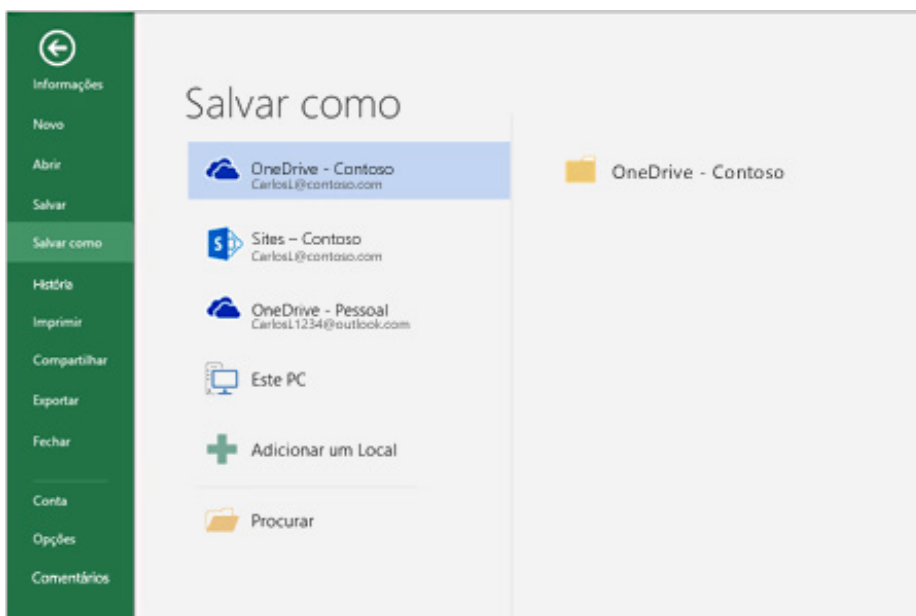 Informações
Novo
Abrir
Salvar
Salvar como
História
Imprimir
Compartilhar
Exportar
Fechar
Conta
Opções
Comentários
Salvar como
OneDrive - Contoso
CarlosL@contoso.com
Sites – Contoso
CarlosL@contoso.com
OneDrive - Pessoal
CarlosL1234@outlook.com
Este PC
Adicionar um Local
Procurar
OneDrive - Contoso